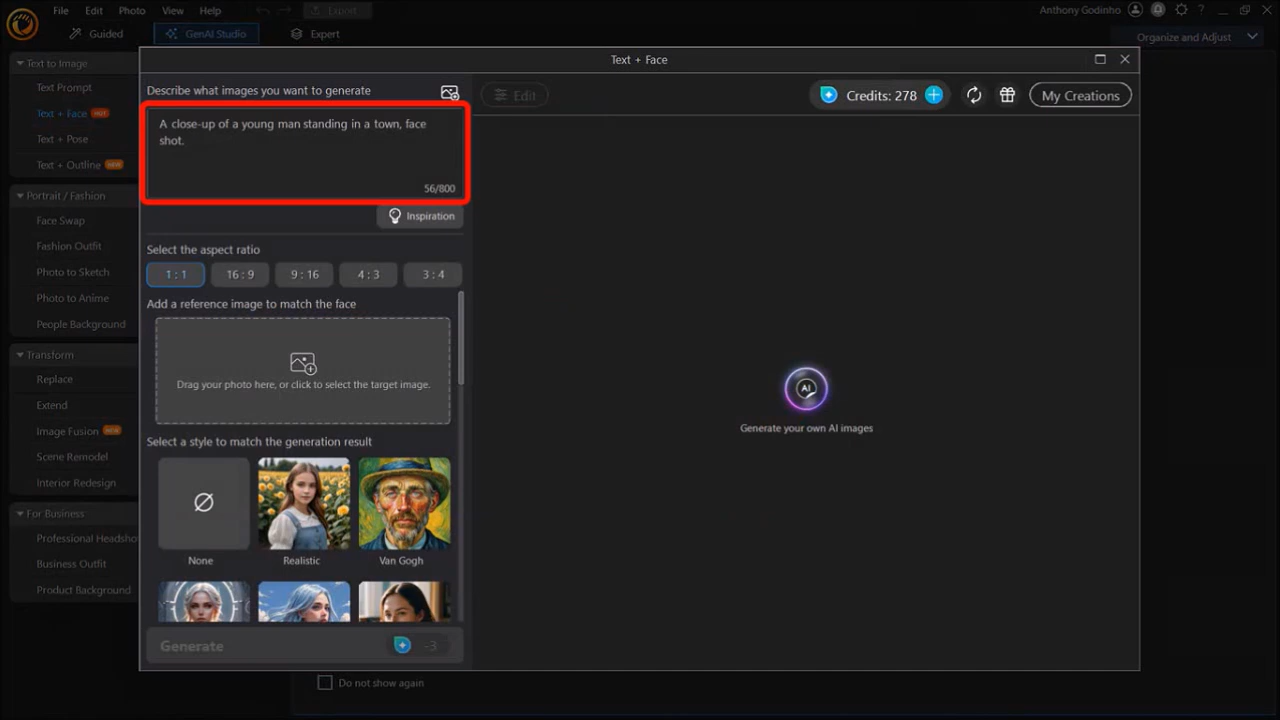 File Edit Photo View Help Export Anthony Godinho ?
Guided GenAI Studio Expert Organize and Adjust
Text to Image
Text Prompt
Text + Face HOT
Text + Pose
Text + Outline NEW
Portrait / Fashion
Face Swap
Fashion Outfit
Photo to Sketch
Photo to Anime
People Background
Transform
Replace
Extend
Image Fusion NEW
Scene Remodel
Interior Redesign
For Business
Professional Headsho
Business Outfit
Product Background
Text + Face
Describe what images you want to generate
A close-up of a young man standing in a town, face
shot.
56/800
Inspiration
Select the aspect ratio
1 : 1 16 : 9 9 : 16 4 : 3 3 : 4
Add a reference image to match the face
Drag your photo here, or click to select the target image.
Select a style to match the generation result
None Realistic Van Gogh
Generate -3
Edit Credits: 278 My Creations
AI
Generate your own AI images
Do not show again